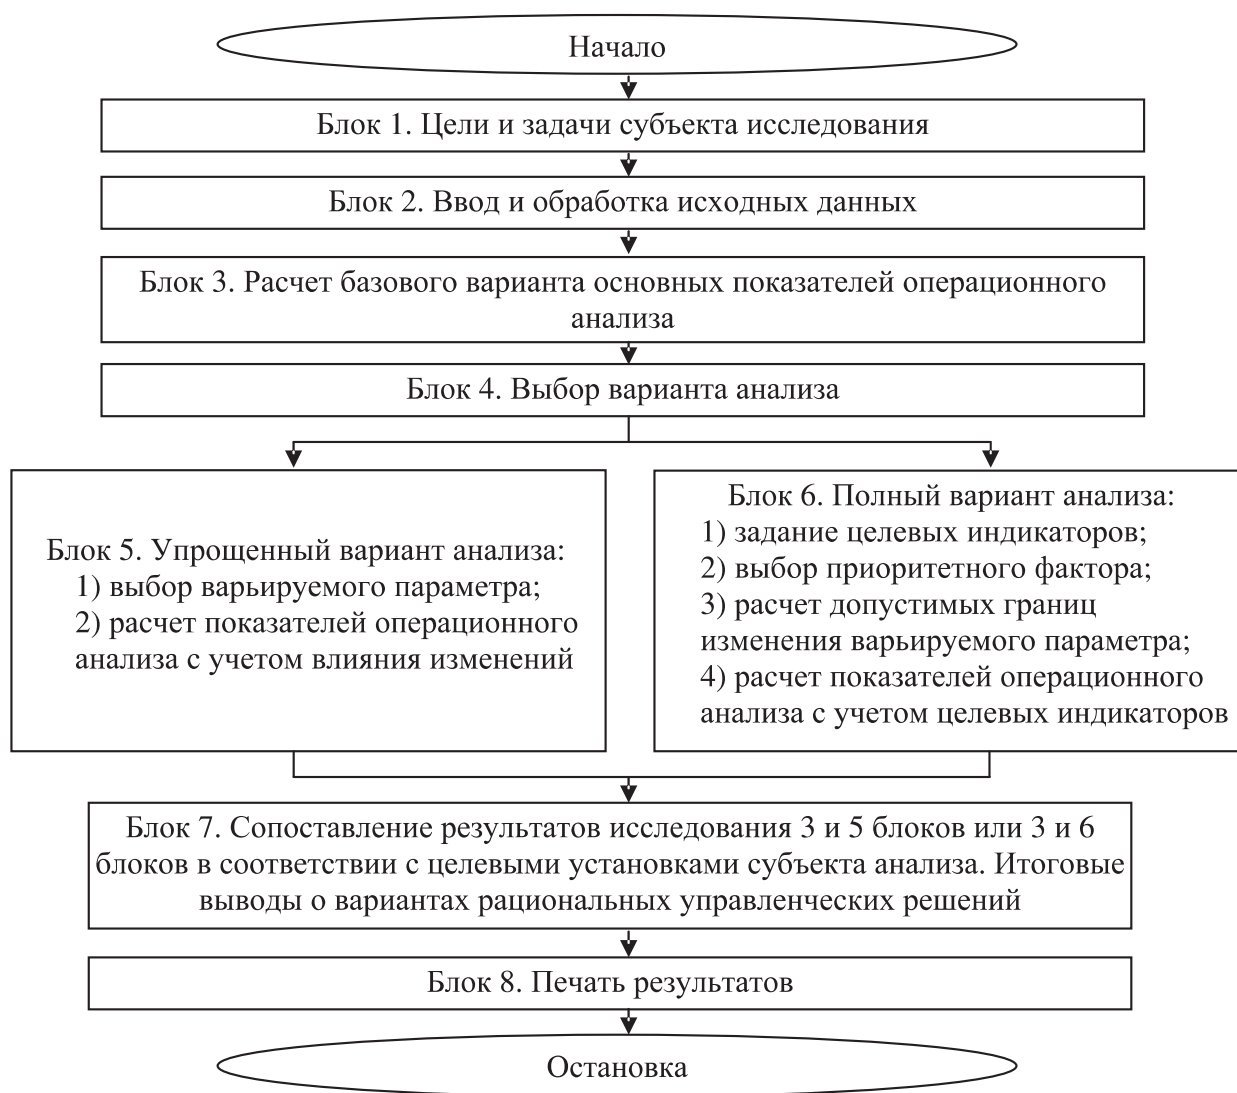 Начало
Блок 1. Цели и задачи субъекта исследования
Блок 2. Ввод и обработка исходных данных
Блок 3. Расчет базового варианта основных показателей операционного
анализа
Блок 4. Выбор варианта анализа
Блок 5. Упрощенный вариант анализа:
1) выбор варьируемого параметра;
2) расчет показателей операционного
анализа с учетом влияния изменений
Блок 6. Полный вариант анализа:
1) задание целевых индикаторов;
2) выбор приоритетного фактора;
3) расчет допустимых границ
изменения варьируемого параметра;
4) расчет показателей операционного
анализа с учетом целевых индикаторов
Блок 7. Сопоставление результатов исследования 3 и 5 блоков или 3 и 6
блоков в соответствии с целевыми установками субъекта анализа. Итоговые
выводы о вариантах рациональных управленческих решений
Блок 8. Печать результатов
Остановка